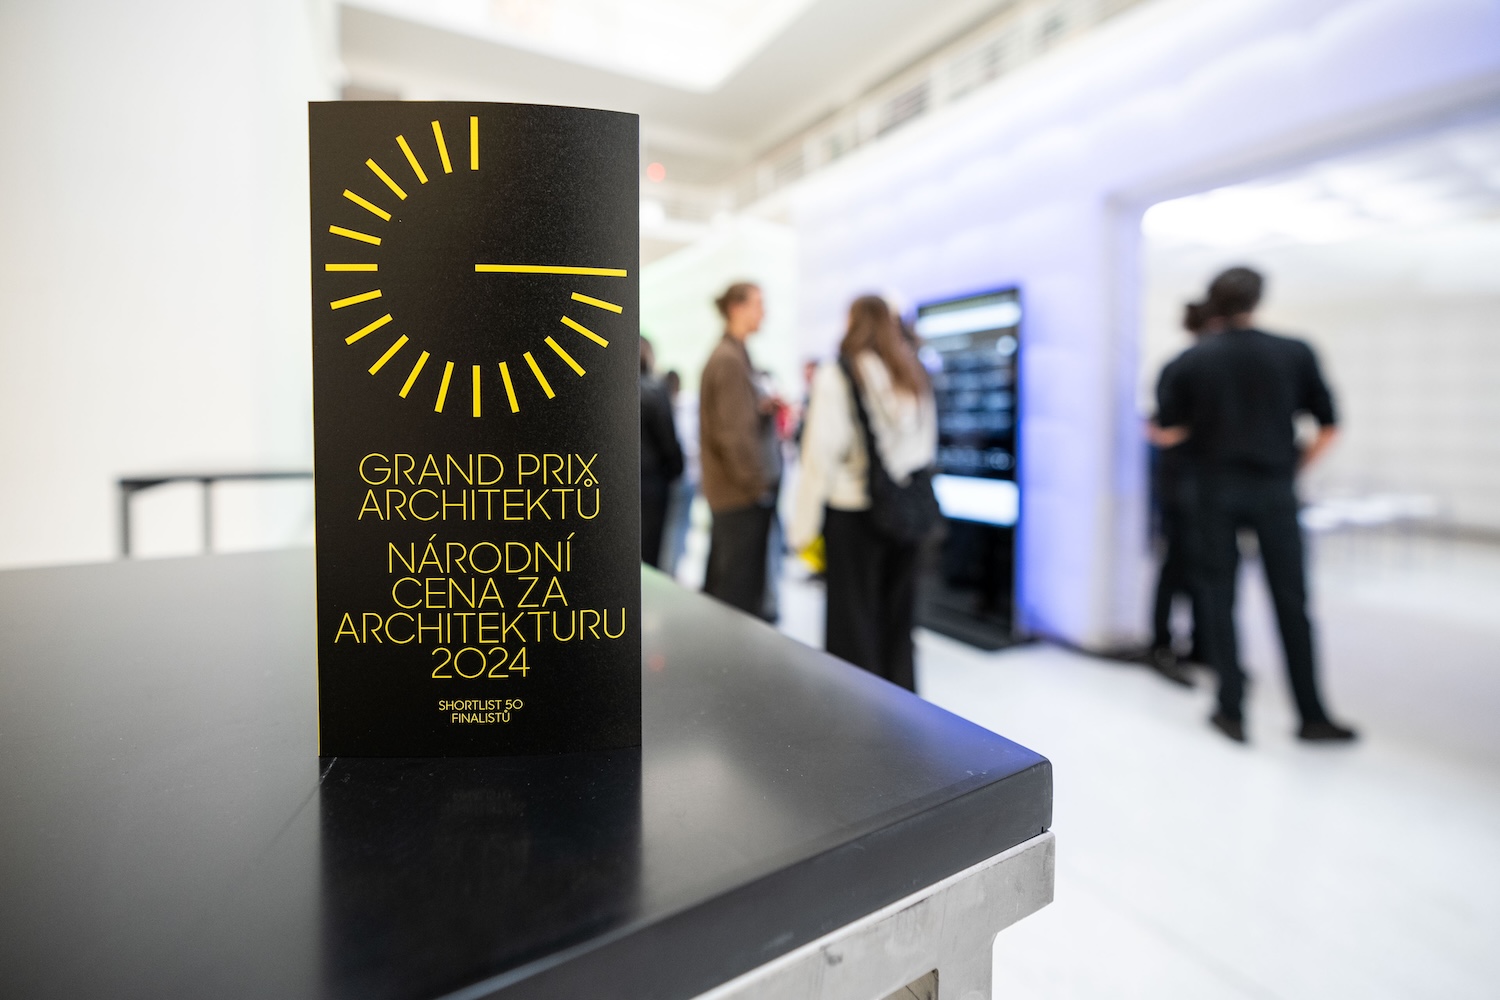 GRAND PRIX
ARCHITEKTŮ
NÁRODNÍ
CENA ZA
ARCHITEKTURU
2024
SHORTLIST 50
FINALISTŮ